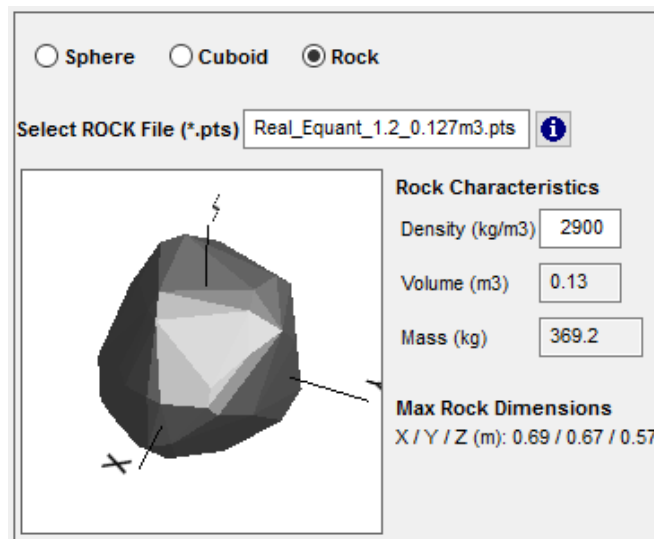 Sphere Cuboid Rock
Select ROCK File (*.pts) Real_Equant_1.2_0.127m3.pts i
Rock Characteristics
Density (kg/m3) 2900
Volume (m3) 0.13
Mass (kg) 369.2
Max Rock Dimensions
X / Y / Z (m): 0.69 / 0.67 / 0.57
X